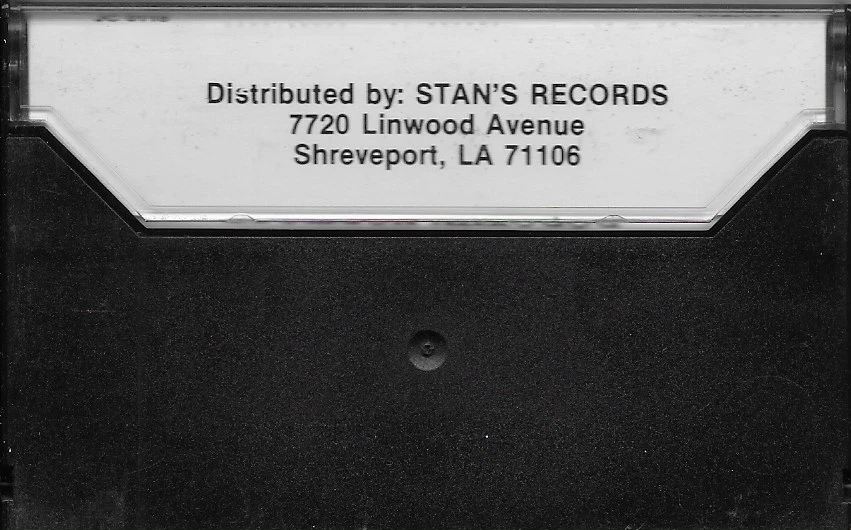 Distributed by: STAN'S RECORDS
7720 Linwood Avenue
Shreveport, LA 71106